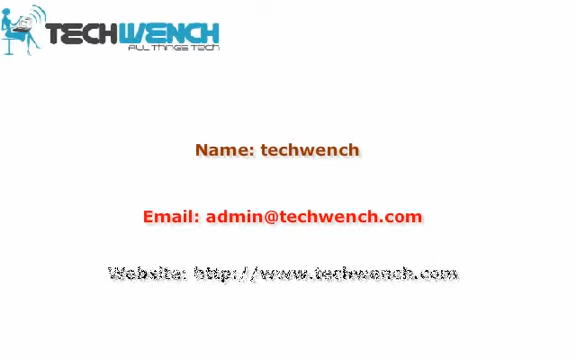 TECHWENCH
ALL THINGS TECH
Name: techwench
Email: admin@techwench.com
Website: http://www.techwench.com